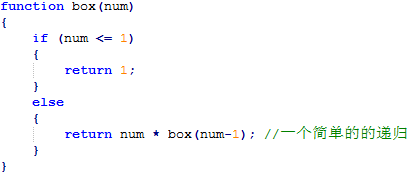 function box(num)
{
    if (num <= 1)
    {
        return 1;
    }
    else
    {
        return num * box(num-1); //一个简单的的递归
    }
}